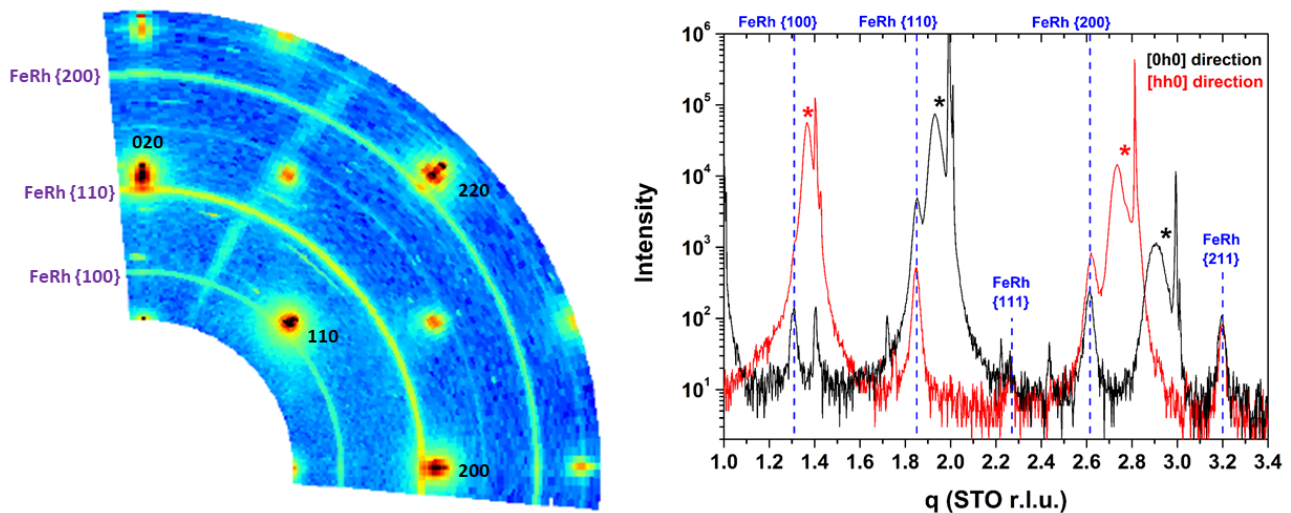 FeRh {200}
020
220
FeRh {110}
FeRh {100}
110
200
FeRh {100}
FeRh {110}
FeRh {200}
10⁶
[0h0] direction
[hh0] direction
10⁵
*
*
*
10⁴
*
10³
FeRh
{111}
FeRh
{211}
10²
10¹
Intensity
1.0 1.2 1.4 1.6 1.8 2.0 2.2 2.4 2.6 2.8 3.0 3.2 3.4
q (STO r.l.u.)